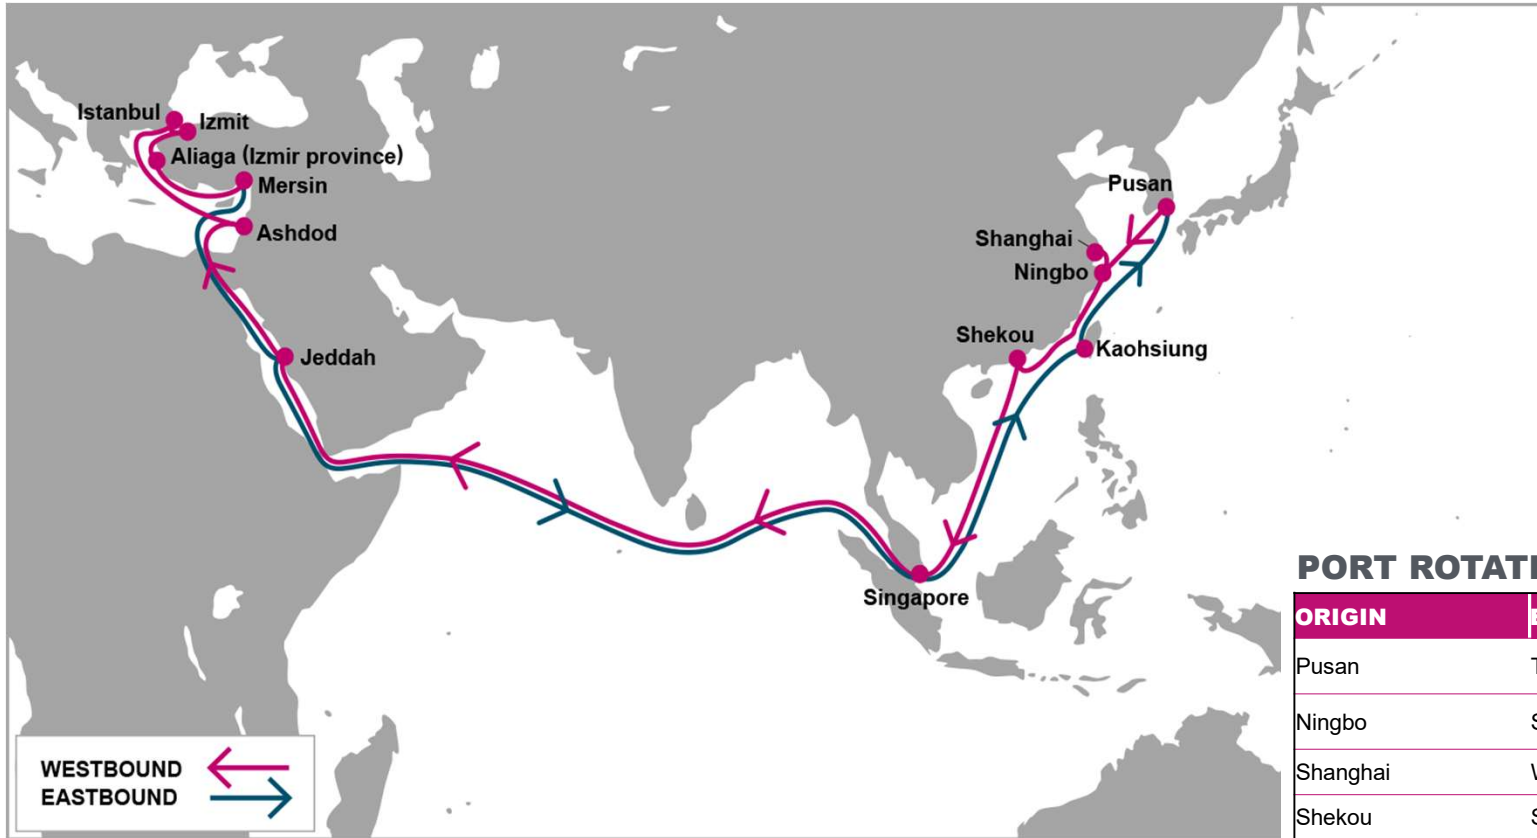 Istanbul
Izmit
Aliaga (Izmir province)
Mersin
Ashdod
Jeddah
Pusan
Shanghai
Ningbo
Shekou
Kaohsiung
Singapore
WESTBOUND
EASTBOUND
PORT ROTATI
ORIGIN
Pusan
Ningbo
Shanghai
Shekou